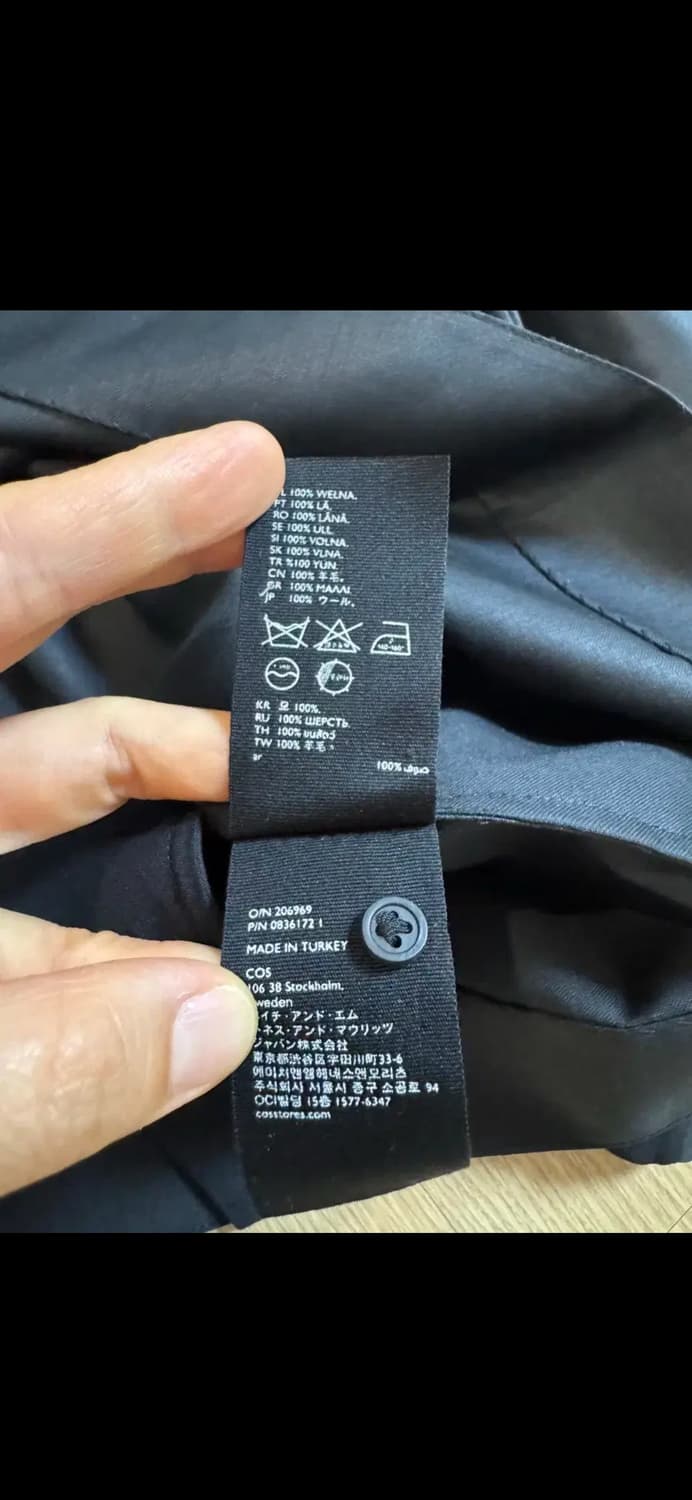 L 100% WEŁNA.
PT 100% LÃ.
RO 100% LÂNĂ.
SE 100% ULL.
SI 100% VOLNA.
SK 100% VLNA.
TR %100 YÜN.
CN 100% 羊毛。
GR 100% ΜΑΛΛΙ.
JP 100% ウール。
KR 모 100%.
RU 100% ШЕРСТЬ.
TH 100% ขนสัตว์
TW 100% 羊毛。
ar 100% صوف
O/N 206969
P/N 0836172 1
MADE IN TURKEY
COS
106 38 Stockholm,
weden
イチ・アンド・エム
ネス・アンド・マウリッツ
ジャパン株式会社
東京都渋谷区宇田川町33-6
에이치앤엠헤네스앤모리츠
주식회사 서울시 중구 소공로 94
OCI빌딩 15층 1577-6347
cosstores.com